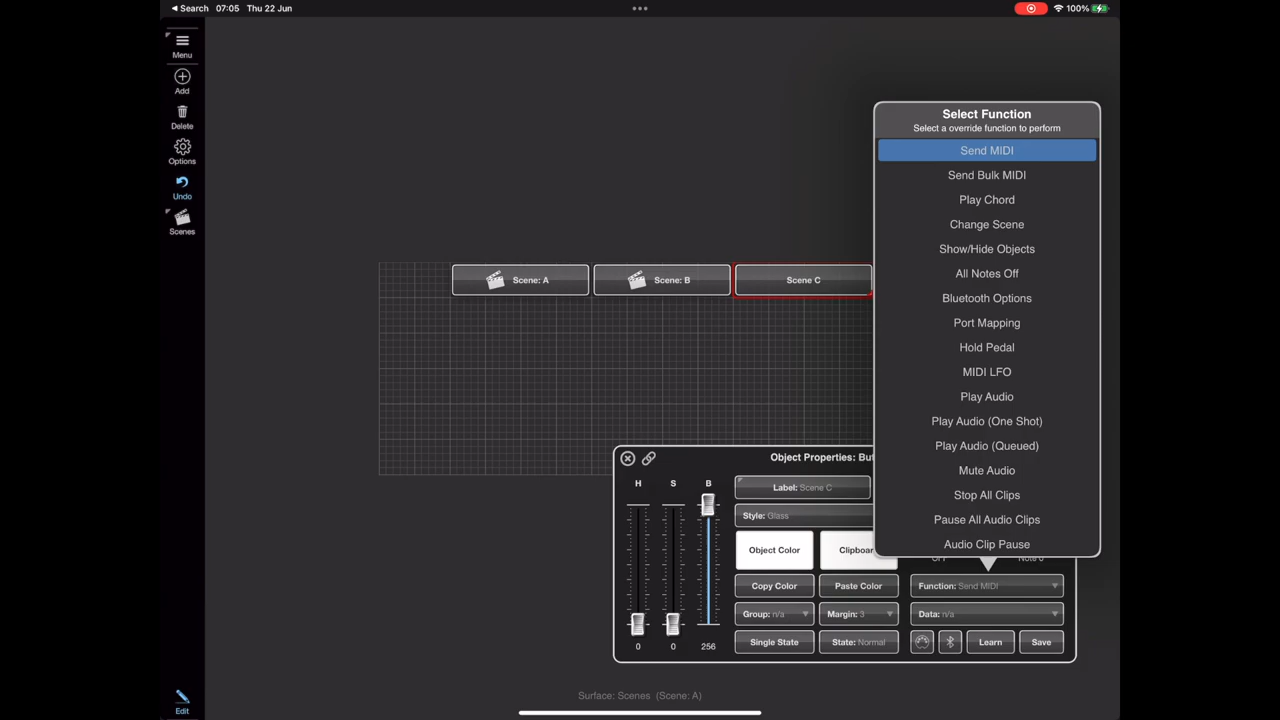 Search 07:05 Thu 22 Jun
100%
Menu
Add
Delete
Options
Undo
Scenes
Edit
Scene: A
Scene: B
Scene C
Select Function
Select a override function to perform
Send MIDI
Send Bulk MIDI
Play Chord
Change Scene
Show/Hide Objects
All Notes Off
Bluetooth Options
Port Mapping
Hold Pedal
MIDI LFO
Play Audio
Play Audio (One Shot)
Play Audio (Queued)
Mute Audio
Stop All Clips
Pause All Audio Clips
Audio Clip Pause
Object Properties: But
H S B
0 0 256
Label: Scene C
Style: Glass
Object Color Clipboar
Copy Color Paste Color
Function: Send MIDI
Group: n/a Margin: 3
Data: n/a
Single State State: Normal
Learn Save
Surface: Scenes (Scene: A)